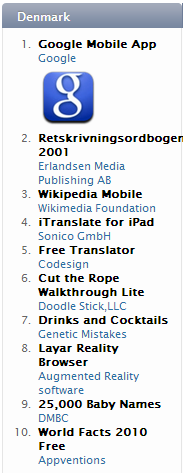 Denmark
1. Google Mobile App
Google
g
2. Retskrivningsordbogen
2001
Erlandsen Media
Publishing AB
3. Wikipedia Mobile
Wikimedia Foundation
4. iTranslate for iPad
Sonico GmbH
5. Free Translator
Codesign
6. Cut the Rope
Walkthrough Lite
Doodle Stick,LLC
7. Drinks and Cocktails
Genetic Mistakes
8. Layar Reality
Browser
Augmented Reality
software
9. 25,000 Baby Names
DMBC
10. World Facts 2010
Free
Appventions